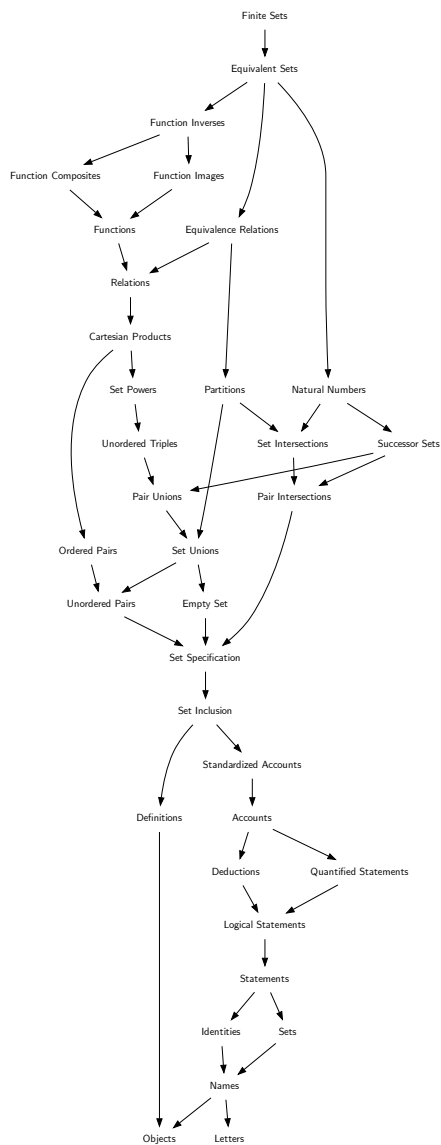 Finite Sets
Equivalent Sets
Function Inverses
Function Composites
Function Images
Functions
Equivalence Relations
Relations
Cartesian Products
Set Powers
Partitions
Natural Numbers
Unordered Triples
Set Intersections
Successor Sets
Pair Unions
Pair Intersections
Ordered Pairs
Set Unions
Unordered Pairs
Empty Set
Set Specification
Set Inclusion
Standardized Accounts
Definitions
Accounts
Deductions
Quantified Statements
Logical Statements
Statements
Identities
Sets
Names
Objects
Letters